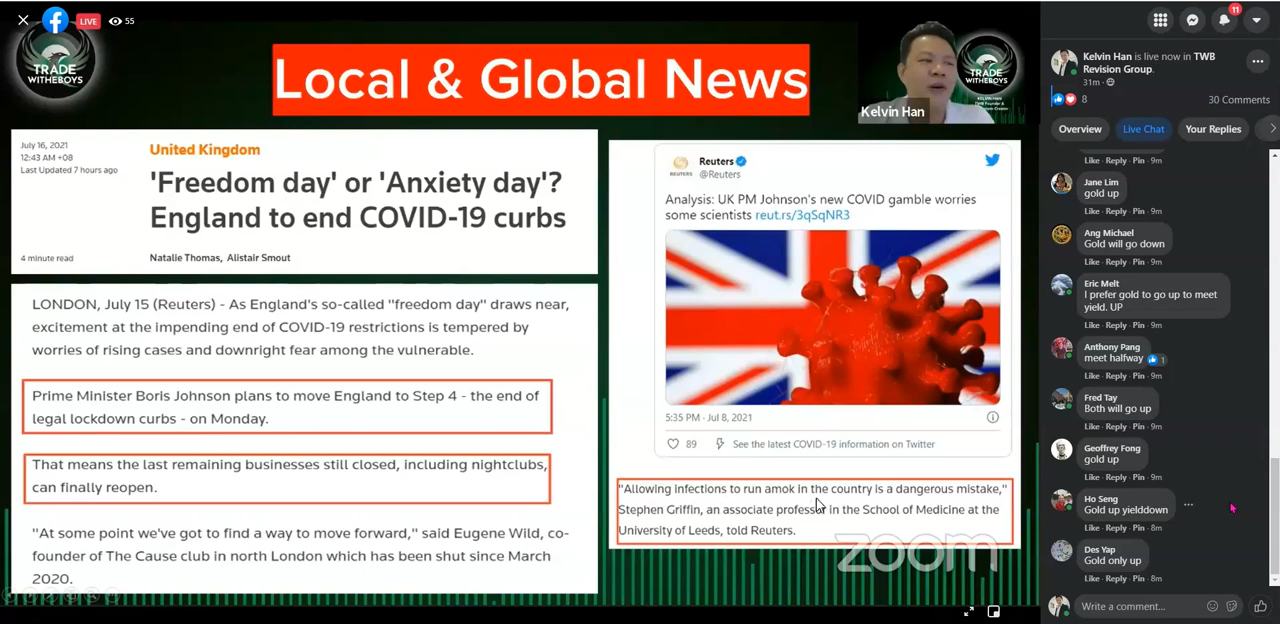 LIVE
55
TRADE
WITHEBOYS
Local & Global News
TRADE
WITHEBOYS
Kelvin Han
July 16, 2021
12:43 AM +08
Last Updated 7 hours ago
4 minute read
United Kingdom
'Freedom day' or 'Anxiety day'?
England to end COVID-19 curbs
Natalie Thomas, Alistair Smout
LONDON, July 15 (Reuters) - As England's so-called "freedom day" draws near,
excitement at the impending end of COVID-19 restrictions is tempered by
worries of rising cases and downright fear among the vulnerable.
Prime Minister Boris Johnson plans to move England to Step 4 - the end of
legal lockdown curbs - on Monday.
That means the last remaining businesses still closed, including nightclubs,
can finally reopen.
"At some point we've got to find a way to move forward," said Eugene Wild, co-
founder of The Cause club in north London which has been shut since March
2020.
REUTERS
Reuters
@Reuters
Analysis: UK PM Johnson's new COVID gamble worries
some scientists reut.rs/3qSqNR3
5:35 PM · Jul 8, 2021
89
See the latest COVID-19 information on Twitter
"Allowing infections to run amok in the country is a dangerous mistake,"
Stephen Griffin, an associate professor in the School of Medicine at the
University of Leeds, told Reuters.
zoom
11
Kelvin Han is live now in TWB
Revision Group.
31m
8
30 Comments
Overview
Live Chat
Your Replies
Like · Reply · Pin · 9m
Jane Lim
gold up
Like · Reply · Pin · 9m
Ang Michael
Gold will go down
Like · Reply · Pin · 9m
Eric Melt
I prefer gold to go up to meet
yield. UP
Like · Reply · Pin · 9m
Anthony Pang
meet halfway
1
Like · Reply · Pin · 9m
Fred Tay
Both will go up
Like · Reply · Pin · 9m
Geoffrey Fong
gold up
Like · Reply · Pin · 9m
Ho Seng
Gold up yielddown
Like · Reply · Pin · 8m
Des Yap
Gold only up
Like · Reply · Pin · 8m
Write a comment...